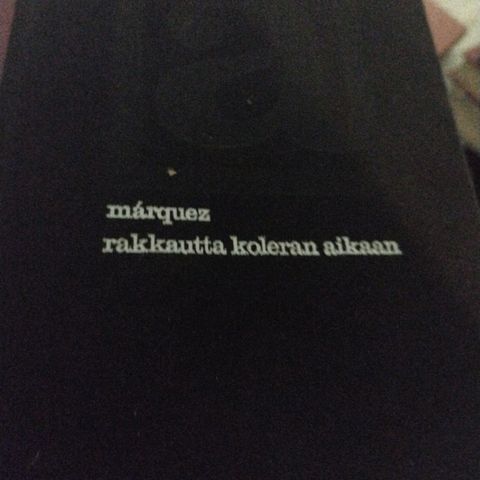 márquez
rakkautta koleran aikaan